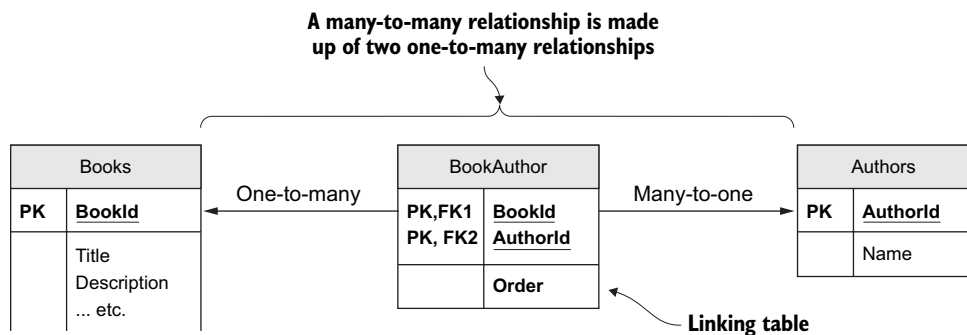 A many-to-many relationship is made
up of two one-to-many relationships
Books
PK BookId
Title
Description
... etc.
One-to-many
BookAuthor
PK,FK1 BookId
PK, FK2 AuthorId
Order
Many-to-one
Authors
PK AuthorId
Name
Linking table